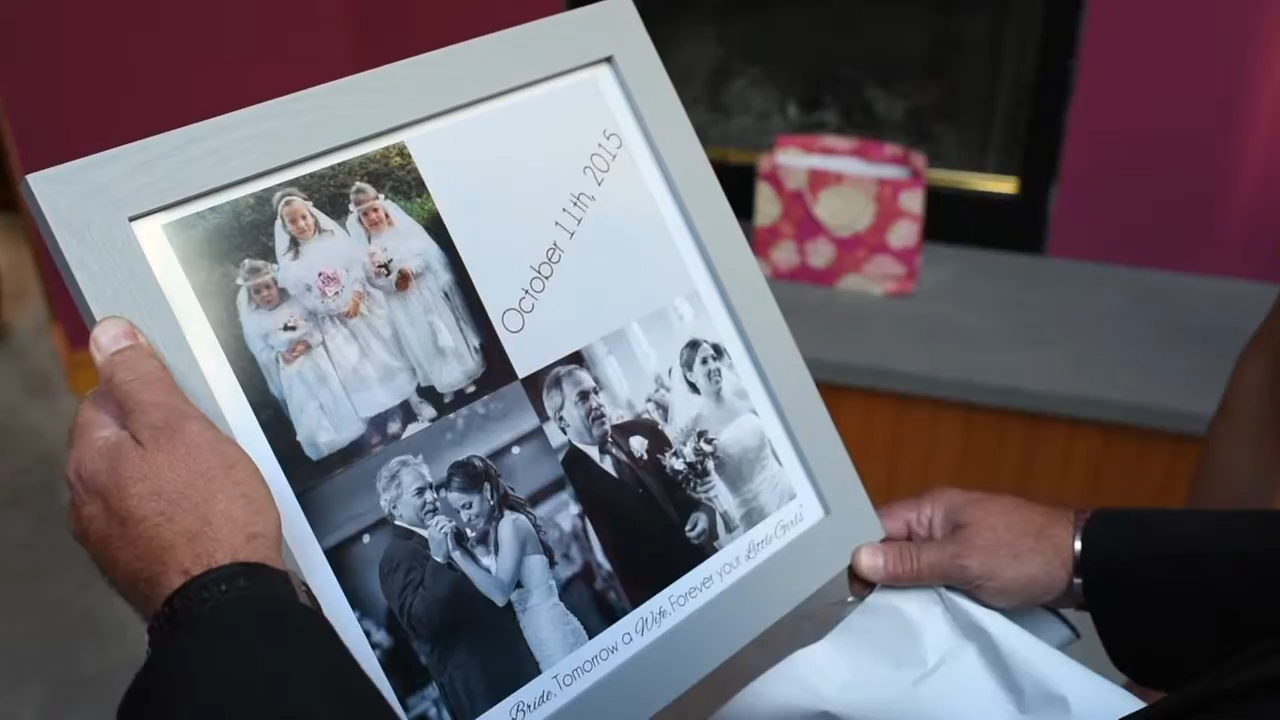 October 11th, 2015
Bride, Tomorrow a Wife, Forever your Little Girls